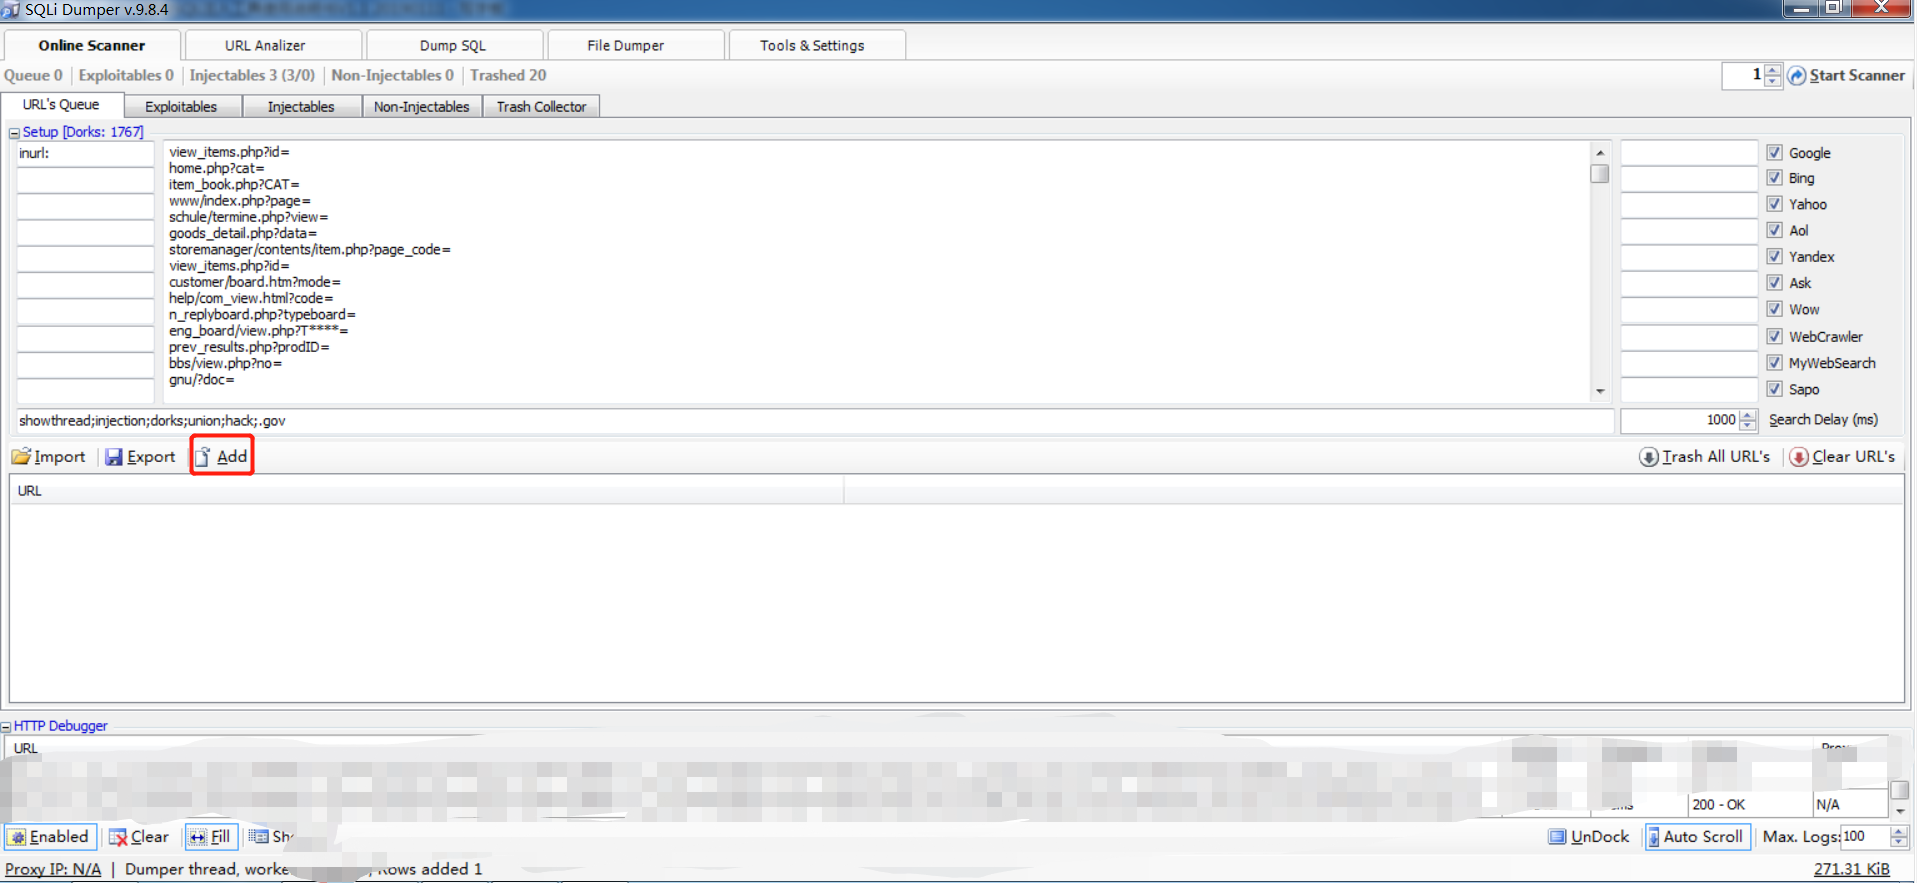 SQLi Dumper v.9.8.4
Online Scanner
URL Analizer
Dump SQL
File Dumper
Tools & Settings
Queue 0
Exploitables 0
Injectables 3 (3/0)
Non-Injectables 0
Trashed 20
1
Start Scanner
URL's Queue
Exploitables
Injectables
Non-Injectables
Trash Collector
Setup [Dorks: 1767]
inurl:
view_items.php?id=
home.php?cat=
item_book.php?CAT=
www/index.php?page=
schule/termine.php?view=
goods_detail.php?data=
storemanager/contents/item.php?page_code=
view_items.php?id=
customer/board.htm?mode=
help/com_view.html?code=
n_replyboard.php?typeboard=
eng_board/view.php?T****=
prev_results.php?prodID=
bbs/view.php?no=
gnu/?doc=
Google
Bing
Yahoo
Aol
Yandex
Ask
Wow
WebCrawler
MyWebSearch
Sapo
showthread;injection;dorks;union;hack;.gov
1000
Search Delay (ms)
Import
Export
Add
Trash All URL's
Clear URL's
URL
HTTP Debugger
URL
200 - OK
N/A
Enabled
Clear
Fill
UnDock
Auto Scroll
Max. Logs:
100
Proxy IP: N/A
Dumper thread,
Rows added 1
271.31 KiB